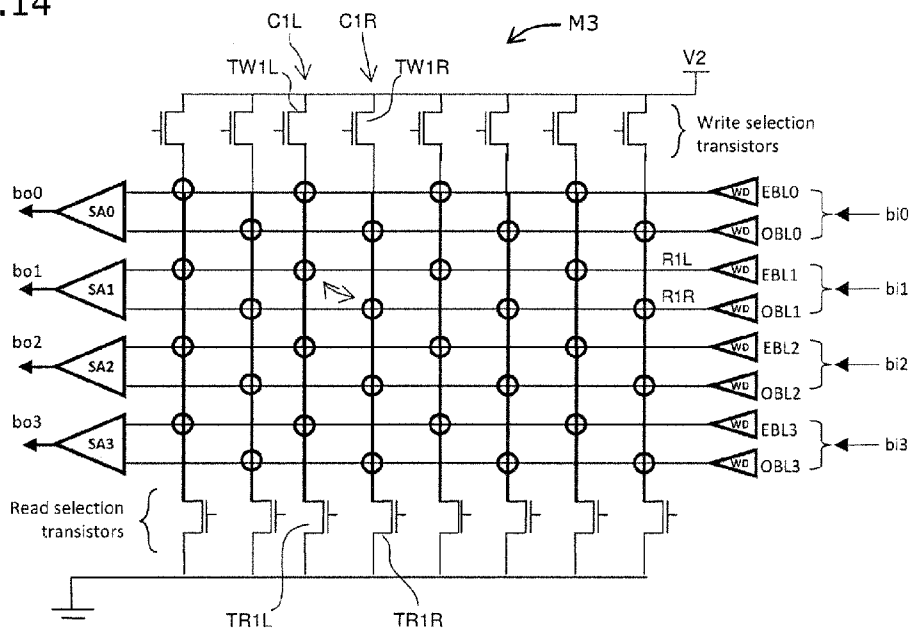 .14
C1L C1R M3
TW1L TW1R V2
Write selection
transistors
bo0 SA0 WD EBL0
bi0
WD OBL0
bo1 SA1 R1L WD EBL1
bi1
R1R WD OBL1
bo2 SA2 WD EBL2
bi2
WD OBL2
bo3 SA3 WD EBL3
bi3
WD OBL3
Read selection
transistors
TR1L TR1R